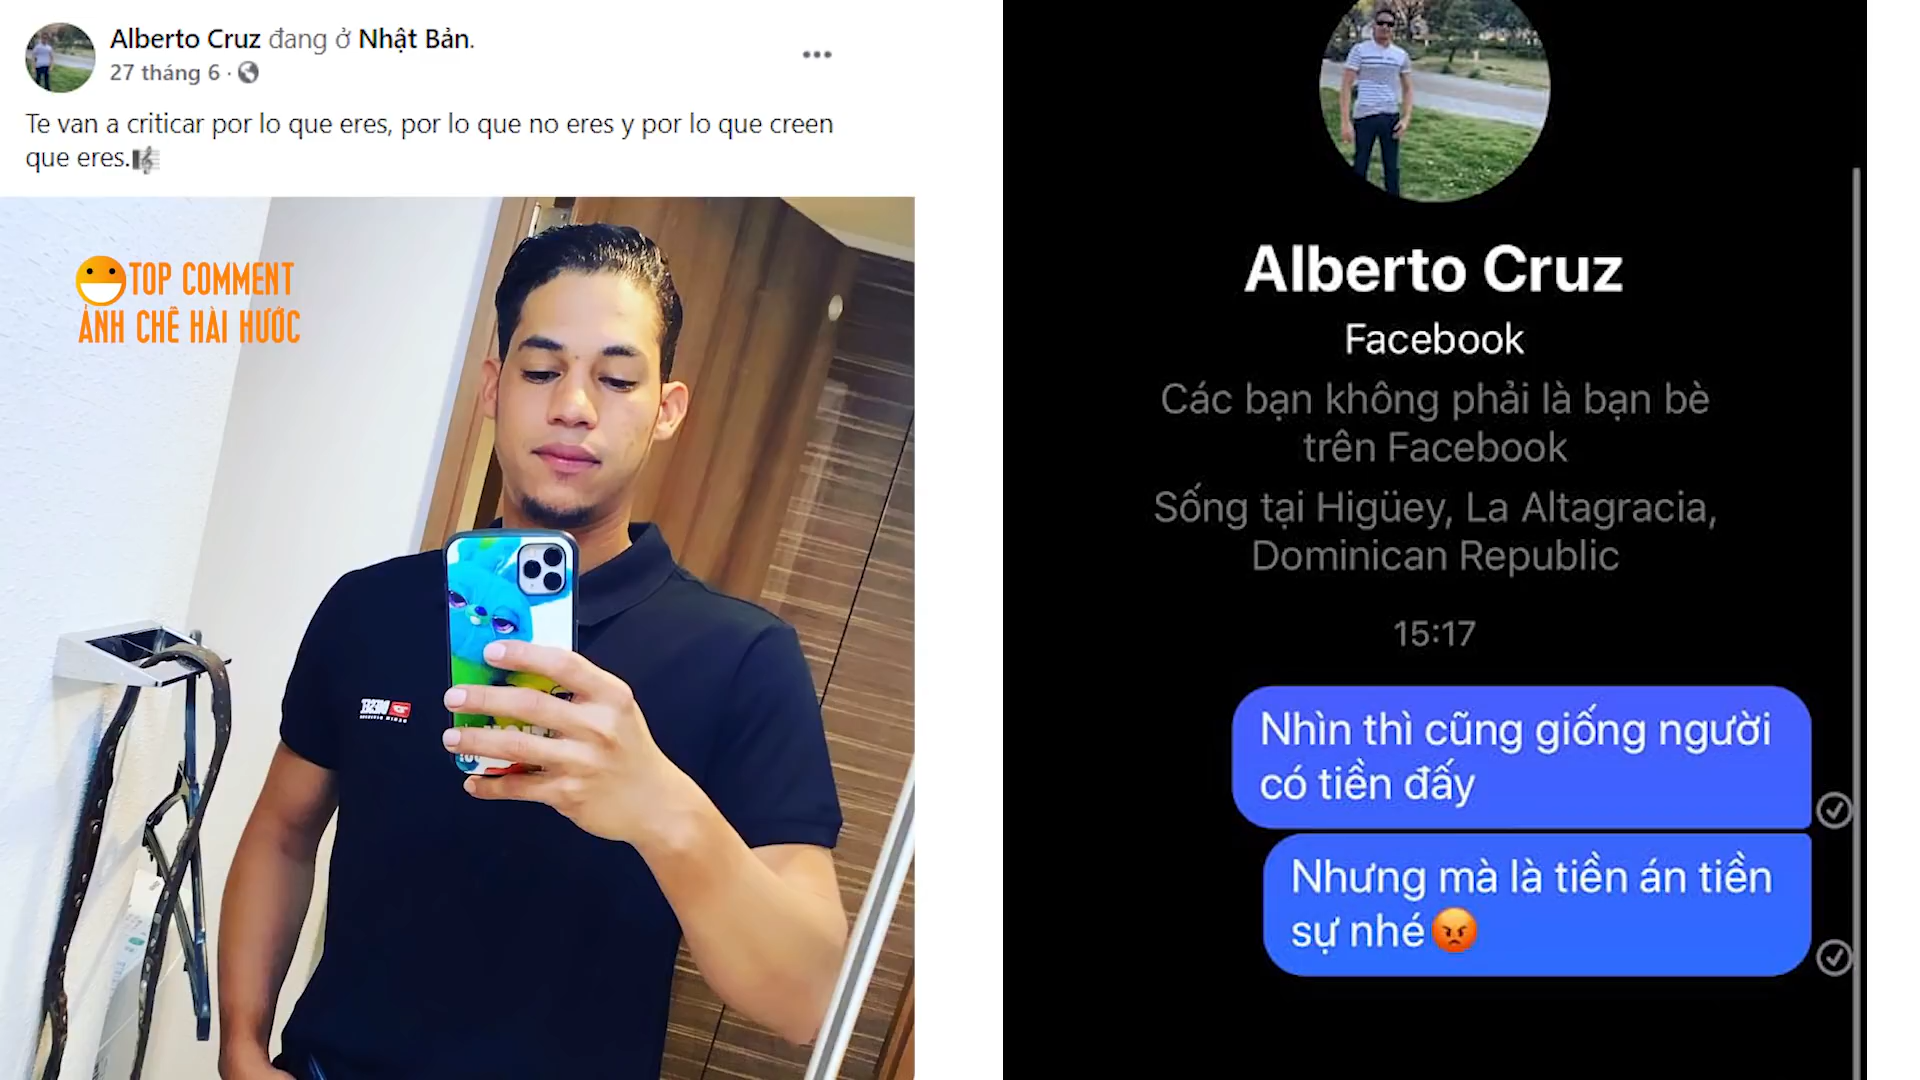 Alberto Cruz đang ở Nhật Bản.
27 tháng 6 ·
Te van a criticar por lo que eres, por lo que no eres y por lo que creen
que eres.🎼
TOP COMMENT
ẢNH CHẾ HÀI HƯỚC
DIESEL
Alberto Cruz
Facebook
Các bạn không phải là bạn bè
trên Facebook
Sống tại Higüey, La Altagracia,
Dominican Republic
15:17
Nhìn thì cũng giống người
có tiền đấy
Nhưng mà là tiền án tiền
sự nhé😡